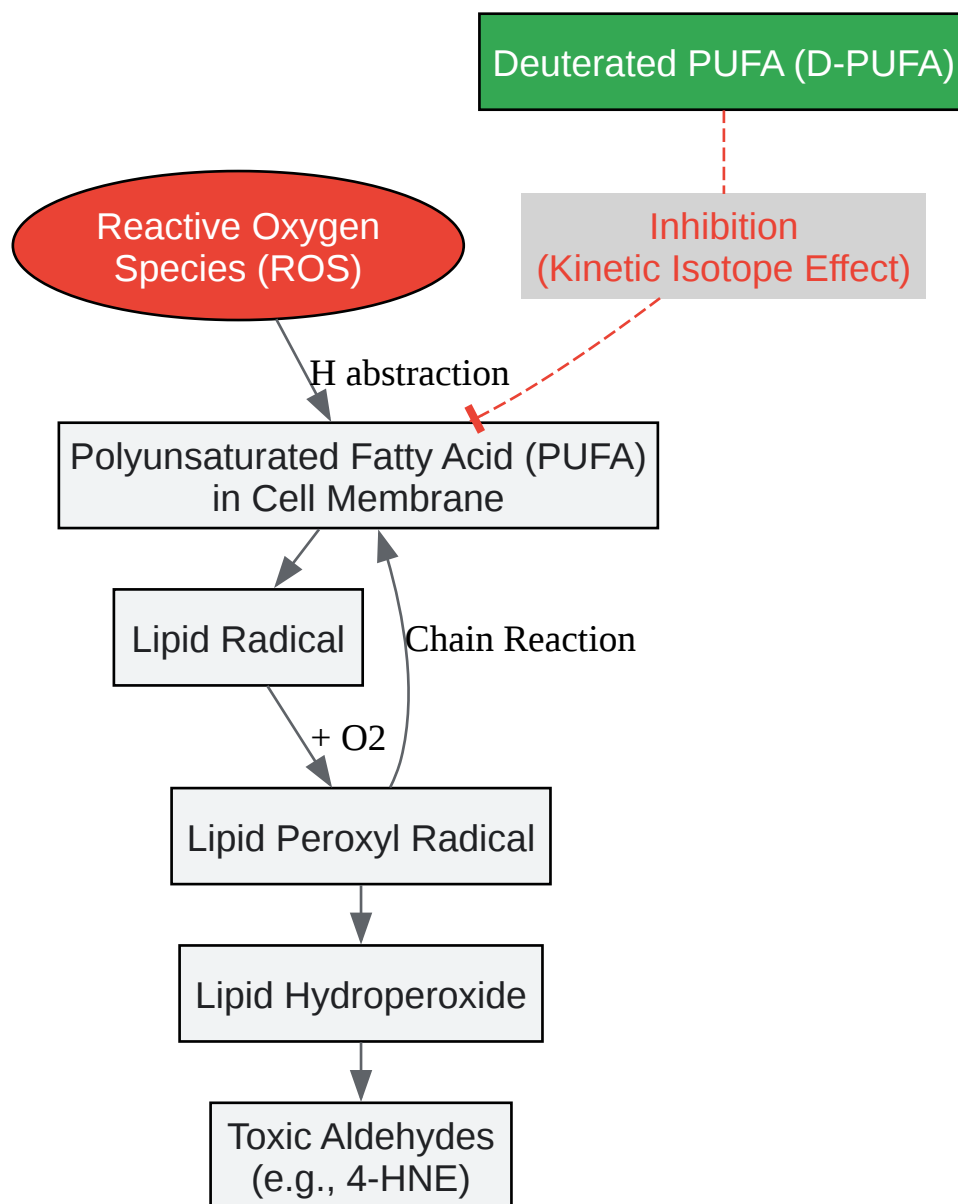 Deuterated PUFA (D-PUFA)
Reactive Oxygen
Species (ROS)
Inhibition
(Kinetic Isotope Effect)
H abstraction
Polyunsaturated Fatty Acid (PUFA)
in Cell Membrane
Lipid Radical
Chain Reaction
+ O2
Lipid Peroxyl Radical
Lipid Hydroperoxide
Toxic Aldehydes
(e.g., 4-HNE)